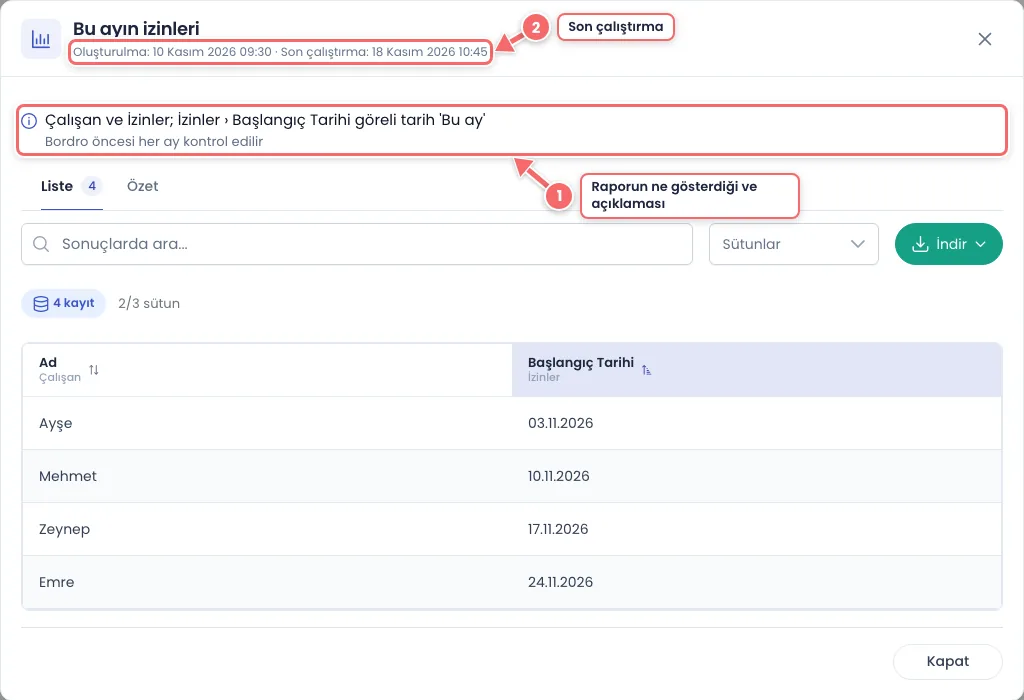 Bu ayın izinleri
Oluşturulma: 10 Kasım 2026 09:30 · Son çalıştırma: 18 Kasım 2026 10:45
2
Son çalıştırma
Çalışan ve İzinler; İzinler › Başlangıç Tarihi göreli tarih 'Bu ay'
Bordro öncesi her ay kontrol edilir
Liste 4
Özet
1
Raporun ne gösterdiği ve
açıklaması
Sonuçlarda ara...
Sütunlar
İndir
4 kayıt
2/3 sütun
Ad
Çalışan
Başlangıç Tarihi
İzinler
Ayşe 03.11.2026
Mehmet 10.11.2026
Zeynep 17.11.2026
Emre 24.11.2026
Kapat